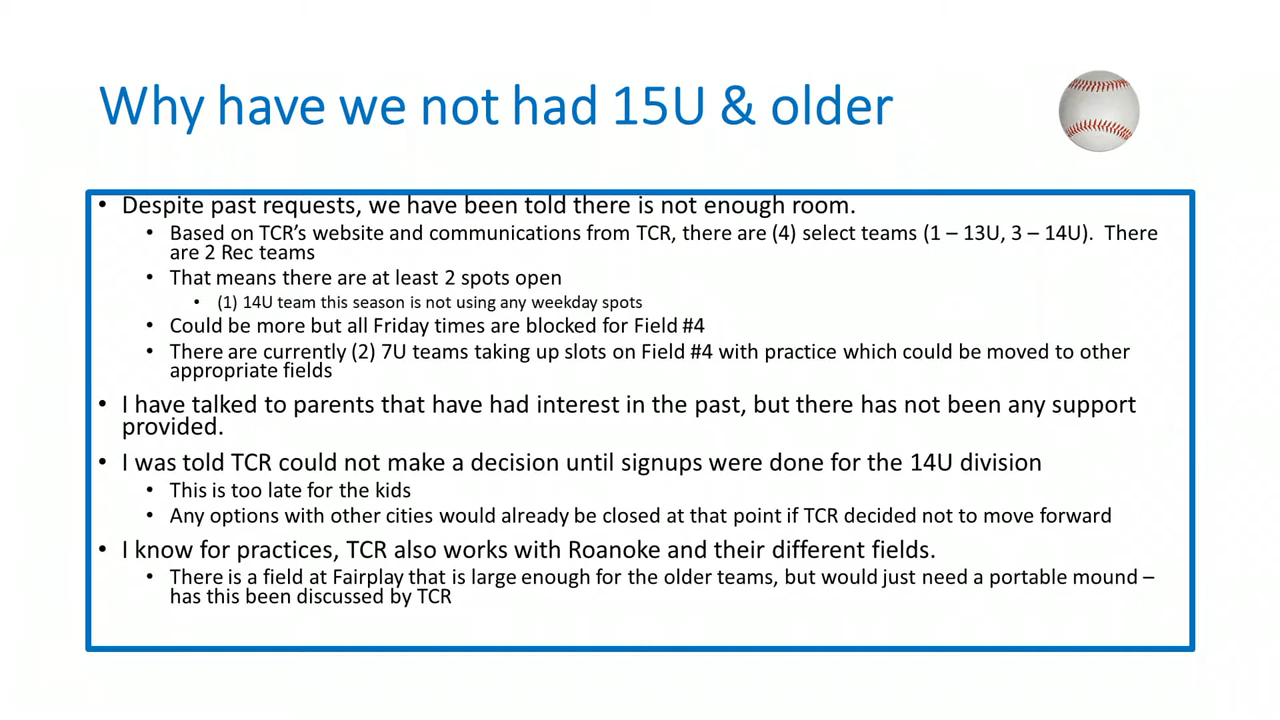 Why have we not had 15U & older
• Despite past requests, we have been told there is not enough room.
• Based on TCR’s website and communications from TCR, there are (4) select teams (1 – 13U, 3 – 14U).  There
are 2 Rec teams
• That means there are at least 2 spots open
• (1) 14U team this season is not using any weekday spots
• Could be more but all Friday times are blocked for Field #4
• There are currently (2) 7U teams taking up slots on Field #4 with practice which could be moved to other
appropriate fields
• I have talked to parents that have had interest in the past, but there has not been any support
provided.
• I was told TCR could not make a decision until signups were done for the 14U division
• This is too late for the kids
• Any options with other cities would already be closed at that point if TCR decided not to move forward
• I know for practices, TCR also works with Roanoke and their different fields.
• There is a field at Fairplay that is large enough for the older teams, but would just need a portable mound –
has this been discussed by TCR